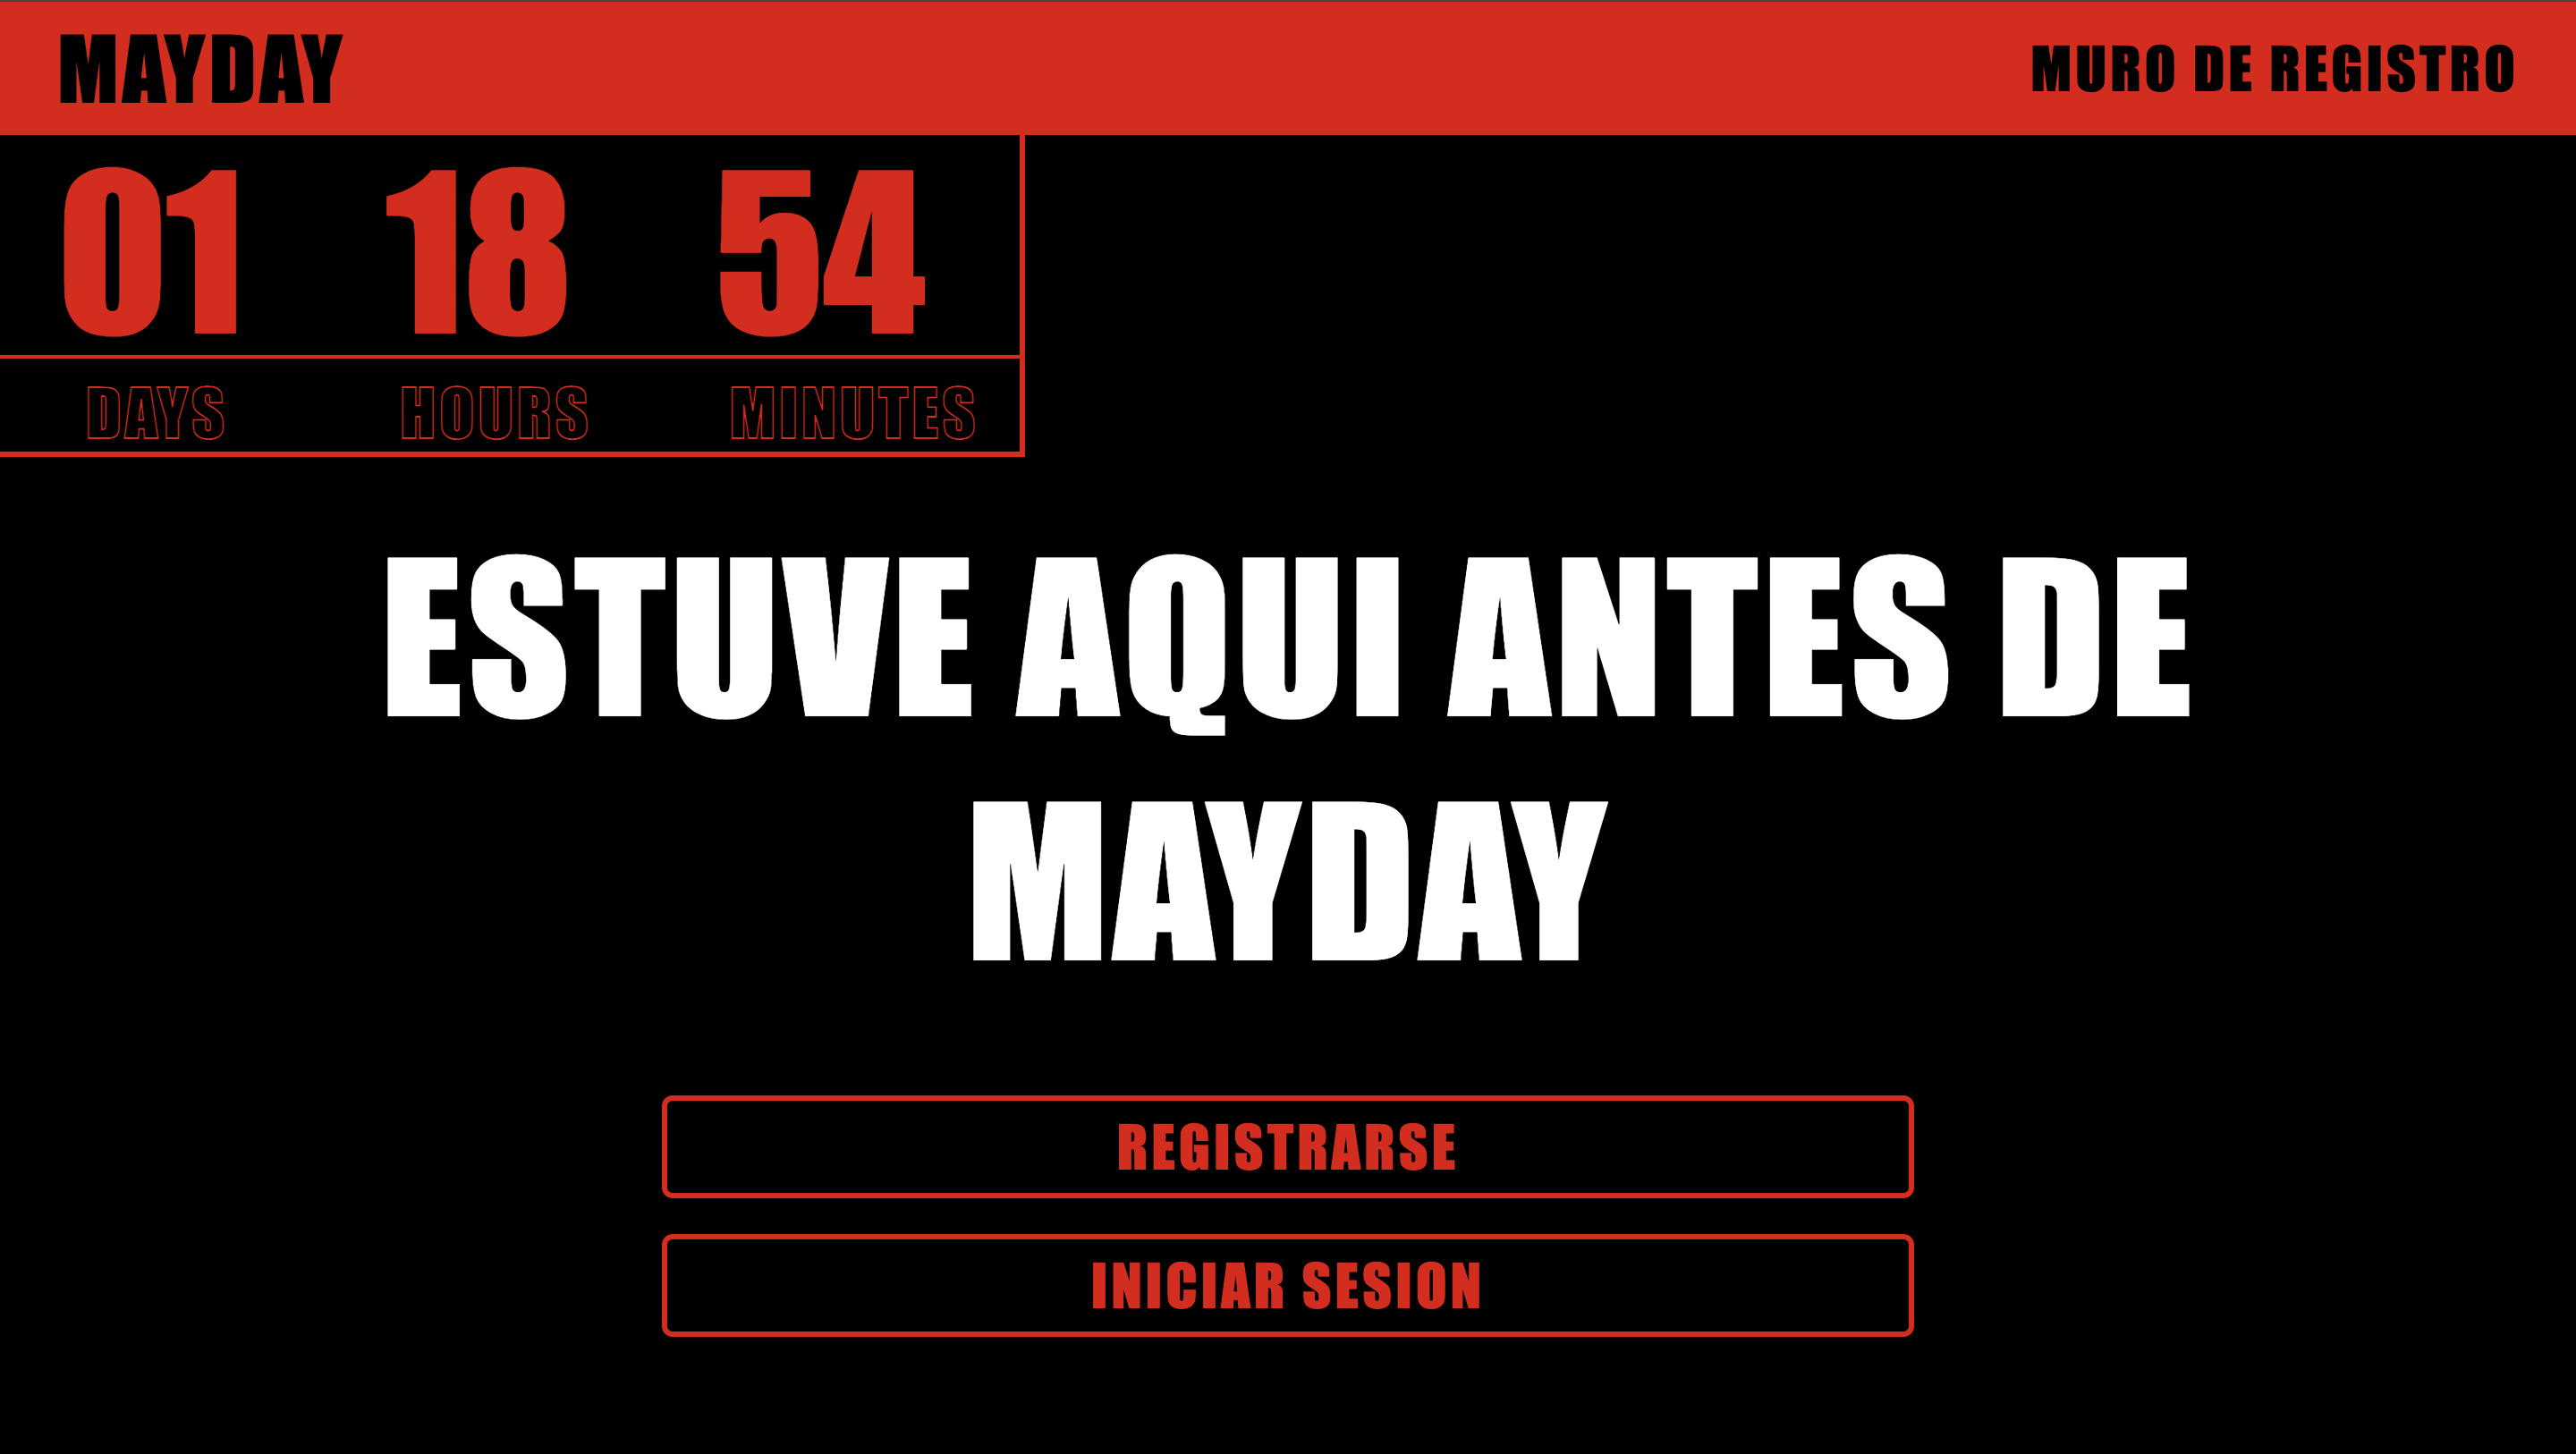 MAYDAY
MURO DE REGISTRO
01 18 54
DAYS HOURS MINUTES
ESTUVE AQUI ANTES DE
MAYDAY
REGISTRARSE
INICIAR SESION